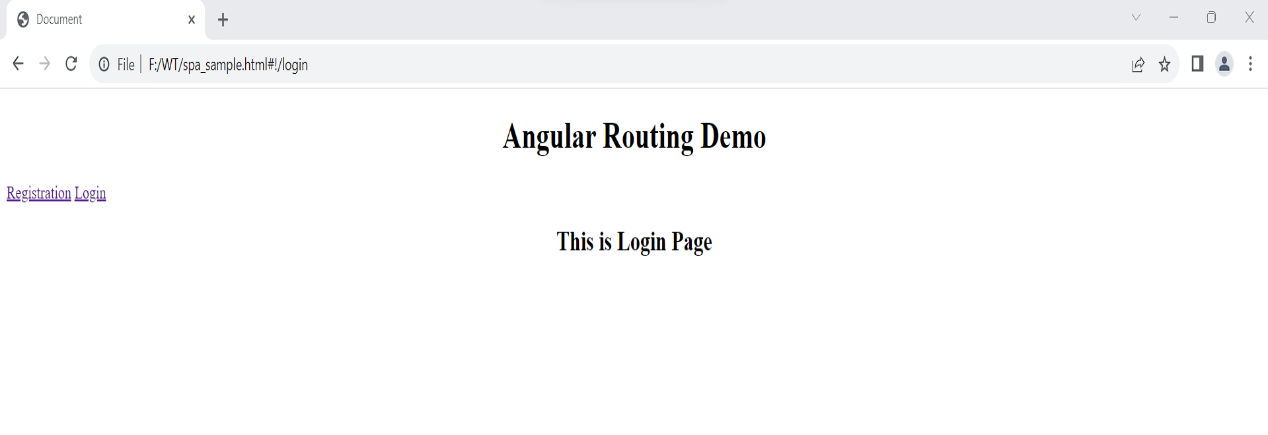 Document
File F:/WT/spa_sample.html#!/login
Angular Routing Demo
Registration Login
This is Login Page